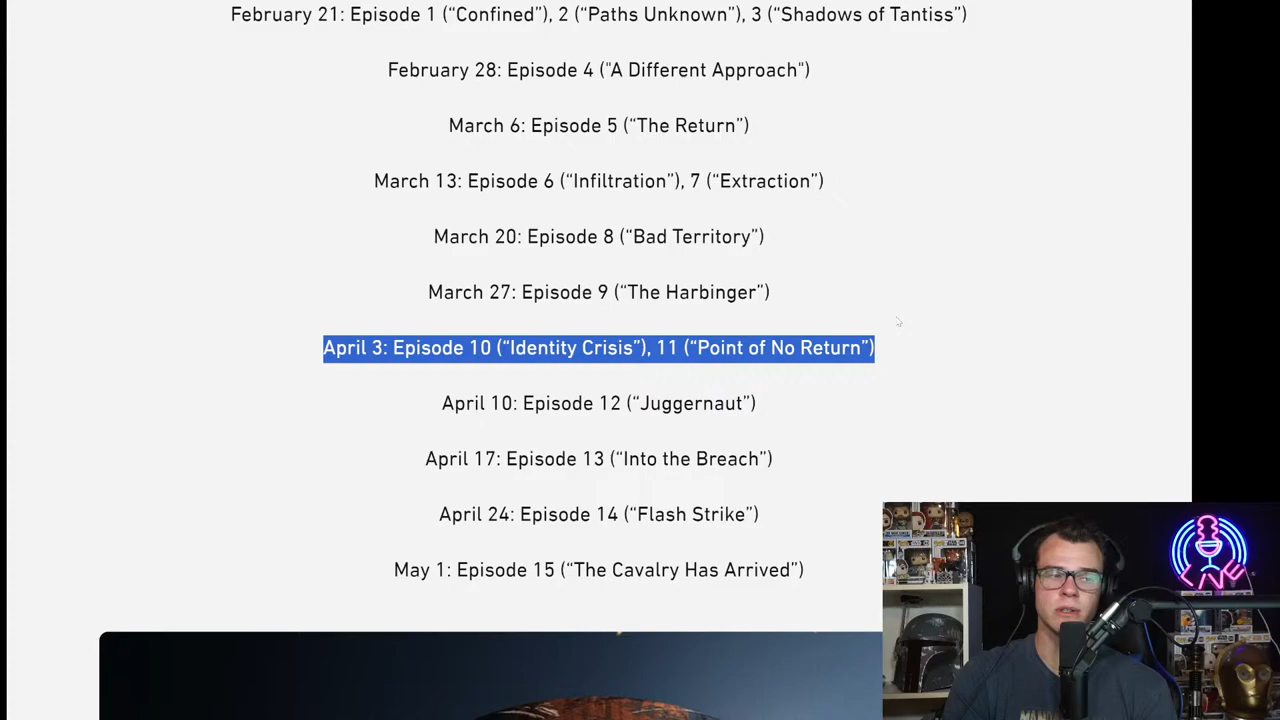 February 21: Episode 1 (“Confined”), 2 (“Paths Unknown”), 3 (“Shadows of Tantiss”)
February 28: Episode 4 ("A Different Approach")
March 6: Episode 5 (“The Return”)
March 13: Episode 6 (“Infiltration”), 7 (“Extraction”)
March 20: Episode 8 (“Bad Territory”)
March 27: Episode 9 (“The Harbinger”)
April 3: Episode 10 (“Identity Crisis”), 11 (“Point of No Return”)
April 10: Episode 12 (“Juggernaut”)
April 17: Episode 13 (“Into the Breach”)
April 24: Episode 14 (“Flash Strike”)
May 1: Episode 15 (“The Cavalry Has Arrived”)
LIVE